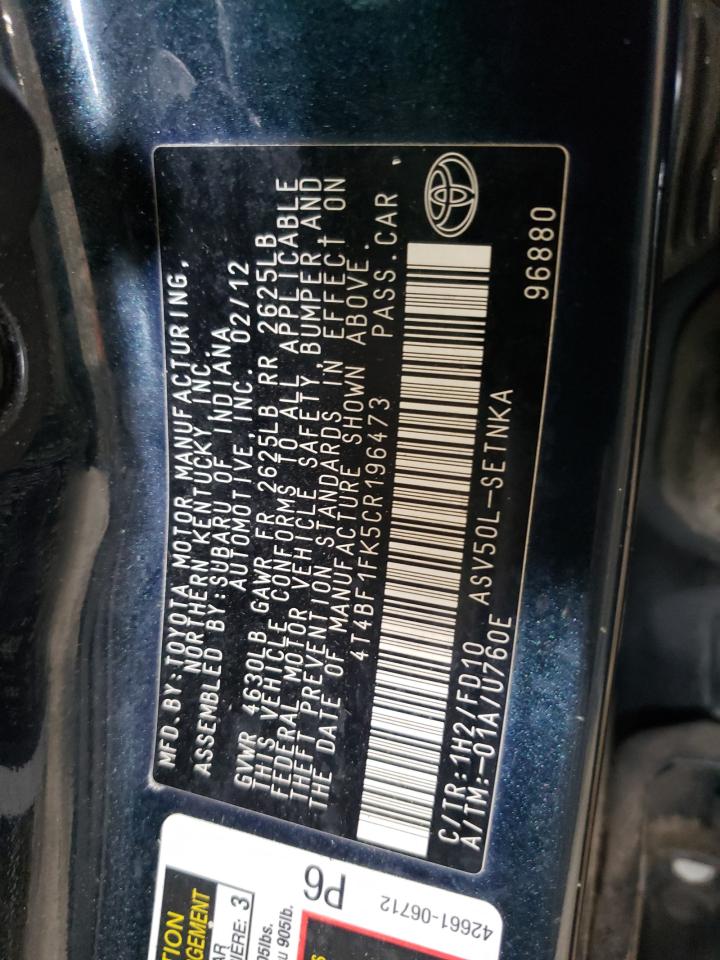 MFD.BY:TOYOTA MOTOR MANUFACTURING,
NORTHERN KENTUCKY, INC.
ASSEMBLED BY:SUBARU OF INDIANA
AUTOMOTIVE, INC. 02/12
GVWR 4630LB GAWR FR 2625LB RR 2625LB
THIS VEHICLE CONFORMS TO ALL APPLICABLE
FEDERAL MOTOR VEHICLE SAFETY, BUMPER, AND
THEFT PREVENTION STANDARDS IN EFFECT ON
THE DATE OF MANUFACTURE SHOWN ABOVE.
4T4BF1FK5CR196473 PASS.CAR
C/TR:1H2/FD10 ASV50L-SETNKA
A/TM:-01A/U760E
96880
P6
42661-06712
3
905lb.